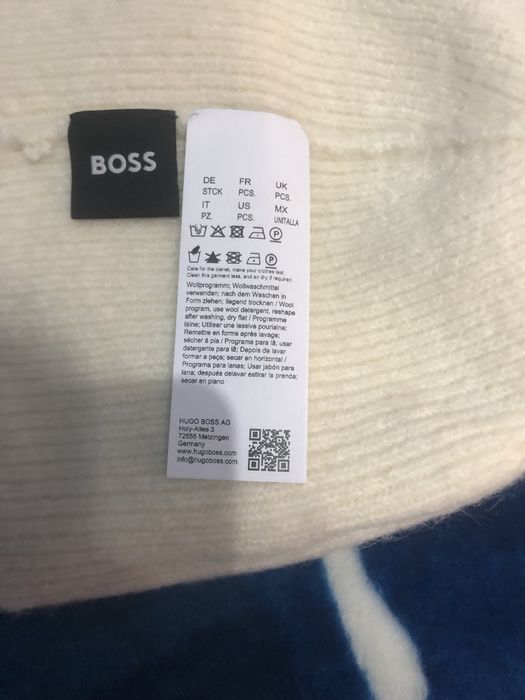 BOSS
DE FR UK
STCK PCS. PCS.
IT US MX
PZ. PCS. UNITALLA
P
P
Care for the planet, make your clothes last.
Clean this garment less, and air dry if required.
Wollprogramm; Wollwaschmittel
verwenden; nach dem Waschen in
Form ziehen; liegend trocknen / Wool
program, use wool detergent, reshape
after washing, dry flat / Programme
laine; Utiliser une lessive pourlaine;
Remettre en forme après lavage;
sécher à pla / Programa para lã; usar
detergente para lã; Depois de lavar
formar a peça; secar en horizontal /
Programa para lanas; Usar jabón para
lana; después delavar estirar la prenda;
secar en plano
HUGO BOSS AG
Holy-Allee 3
72555 Metzingen
Germany
www.hugoboss.com
info@hugoboss.com